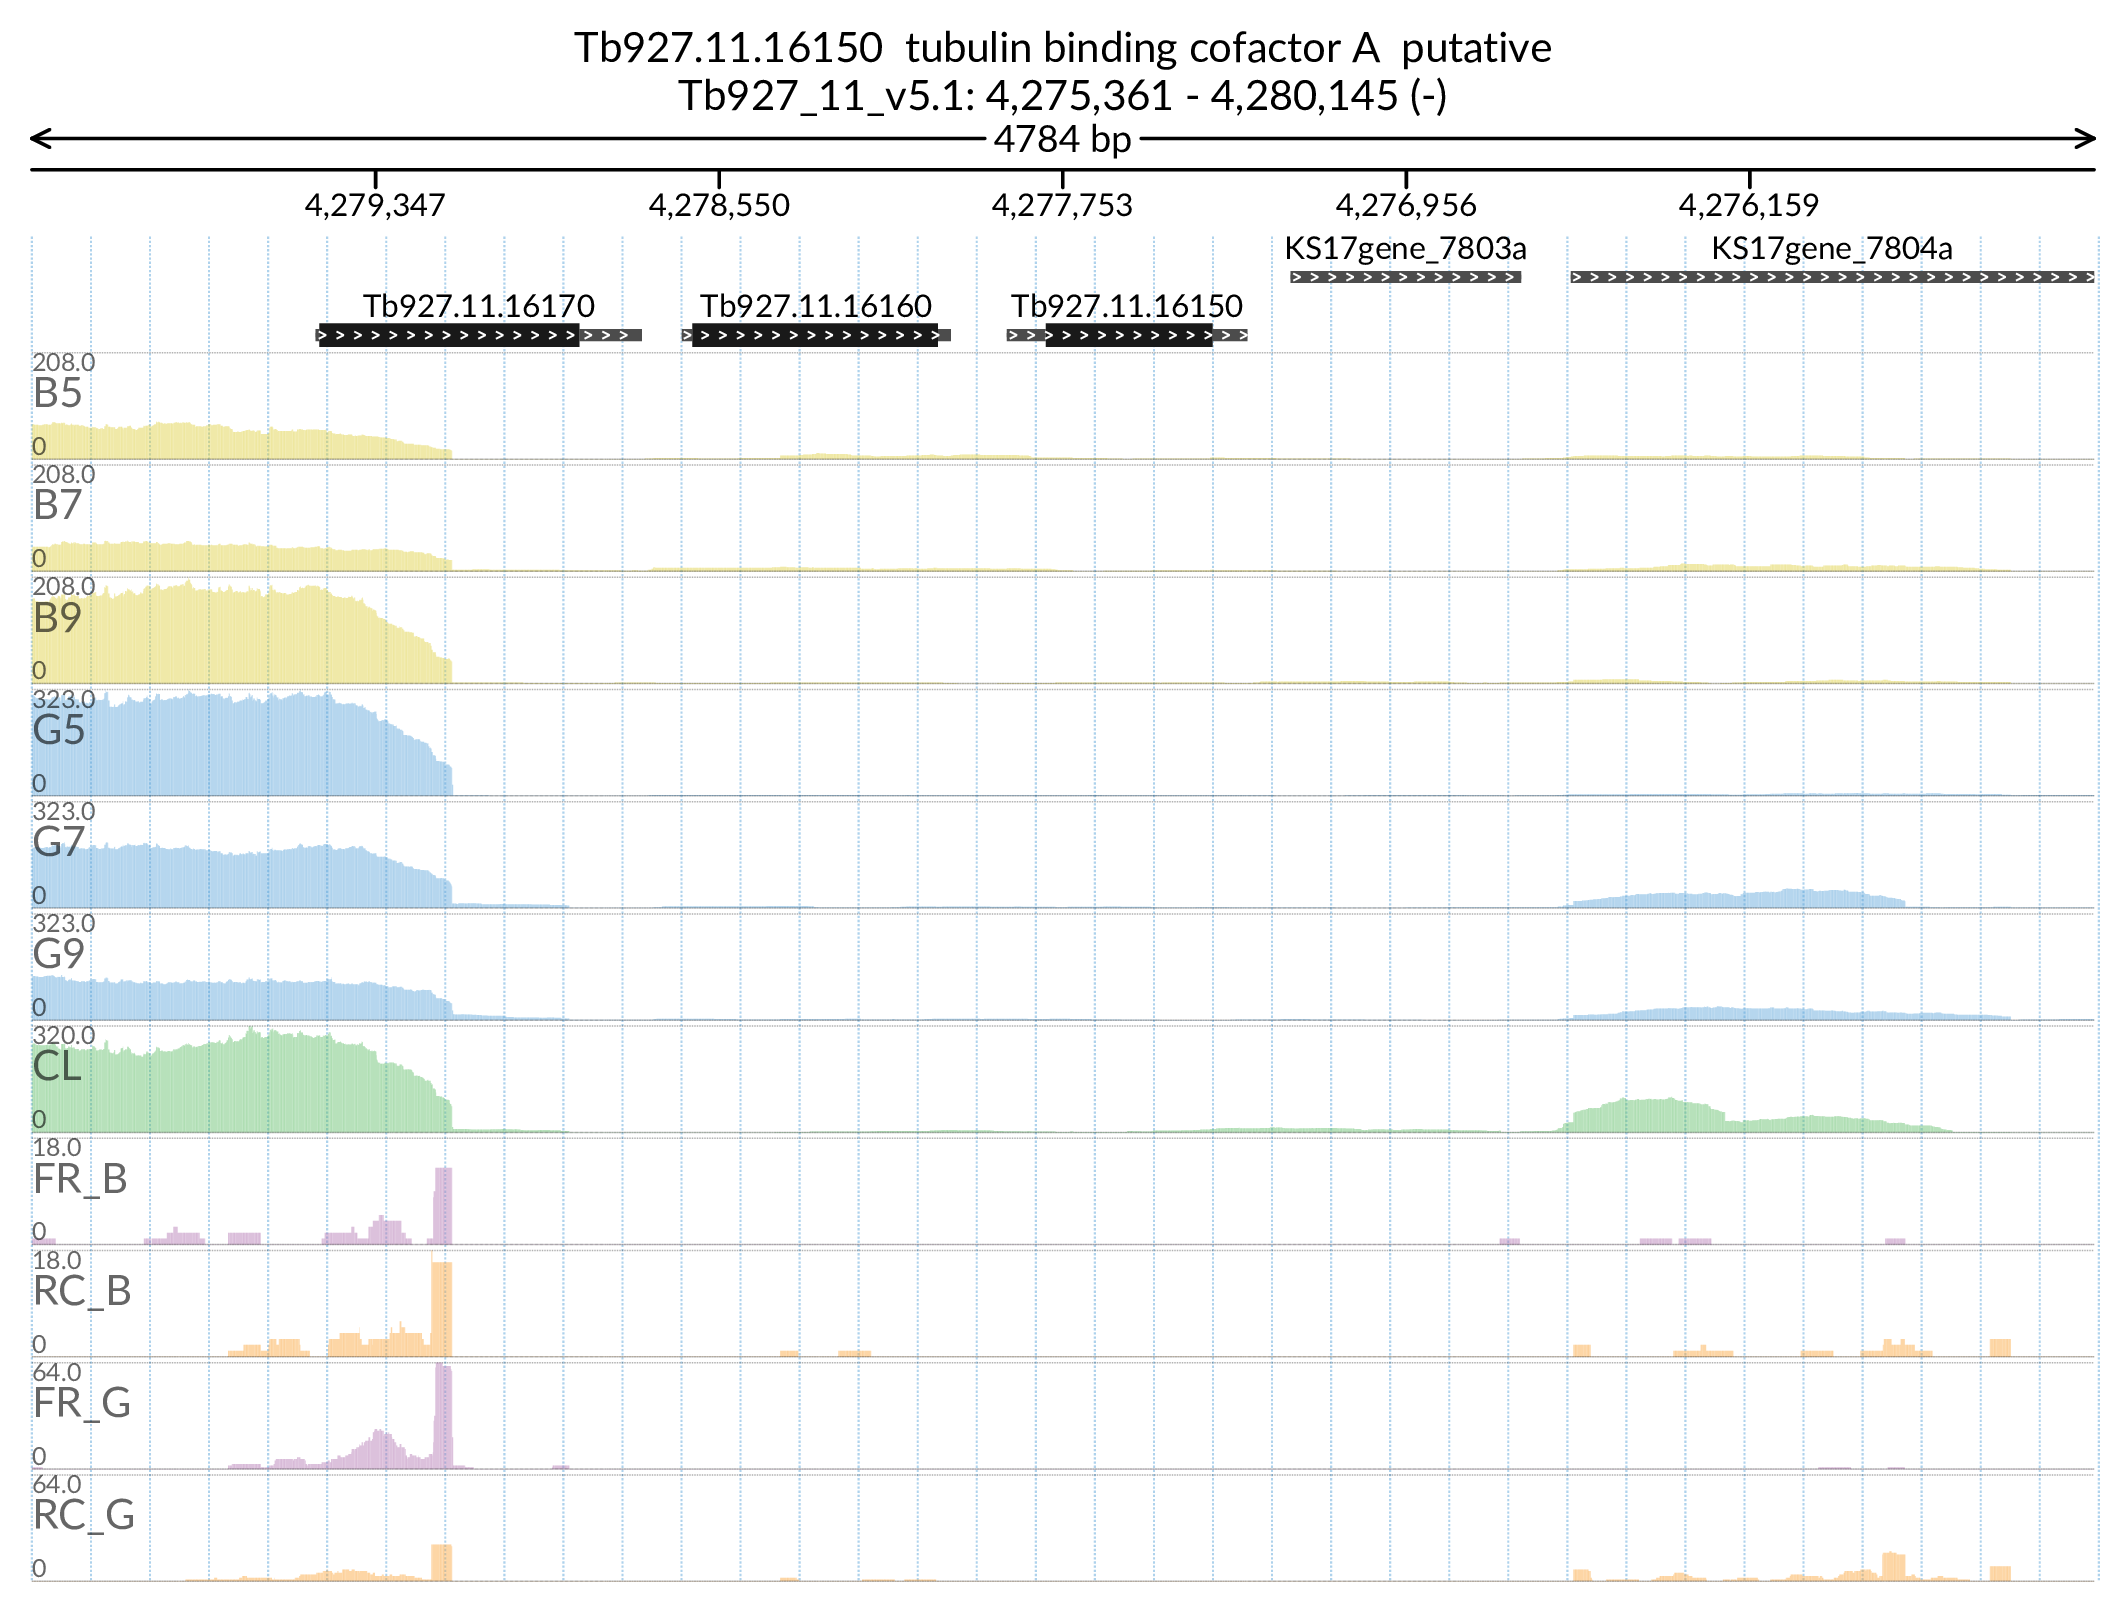 Tb927.11.16150  tubulin binding cofactor A  putative
Tb927_11_v5.1: 4,275,361 - 4,280,145 (-)
4784 bp
4,279,347 4,278,550 4,277,753 4,276,956 4,276,159
KS17gene_7803a KS17gene_7804a
Tb927.11.16170 Tb927.11.16160 Tb927.11.16150
208.0
B5
0
208.0
B7
0
208.0
B9
0
323.0
G5
0
323.0
G7
0
323.0
G9
0
320.0
CL
0
18.0
FR_B
0
18.0
RC_B
0
64.0
FR_G
0
64.0
RC_G
0